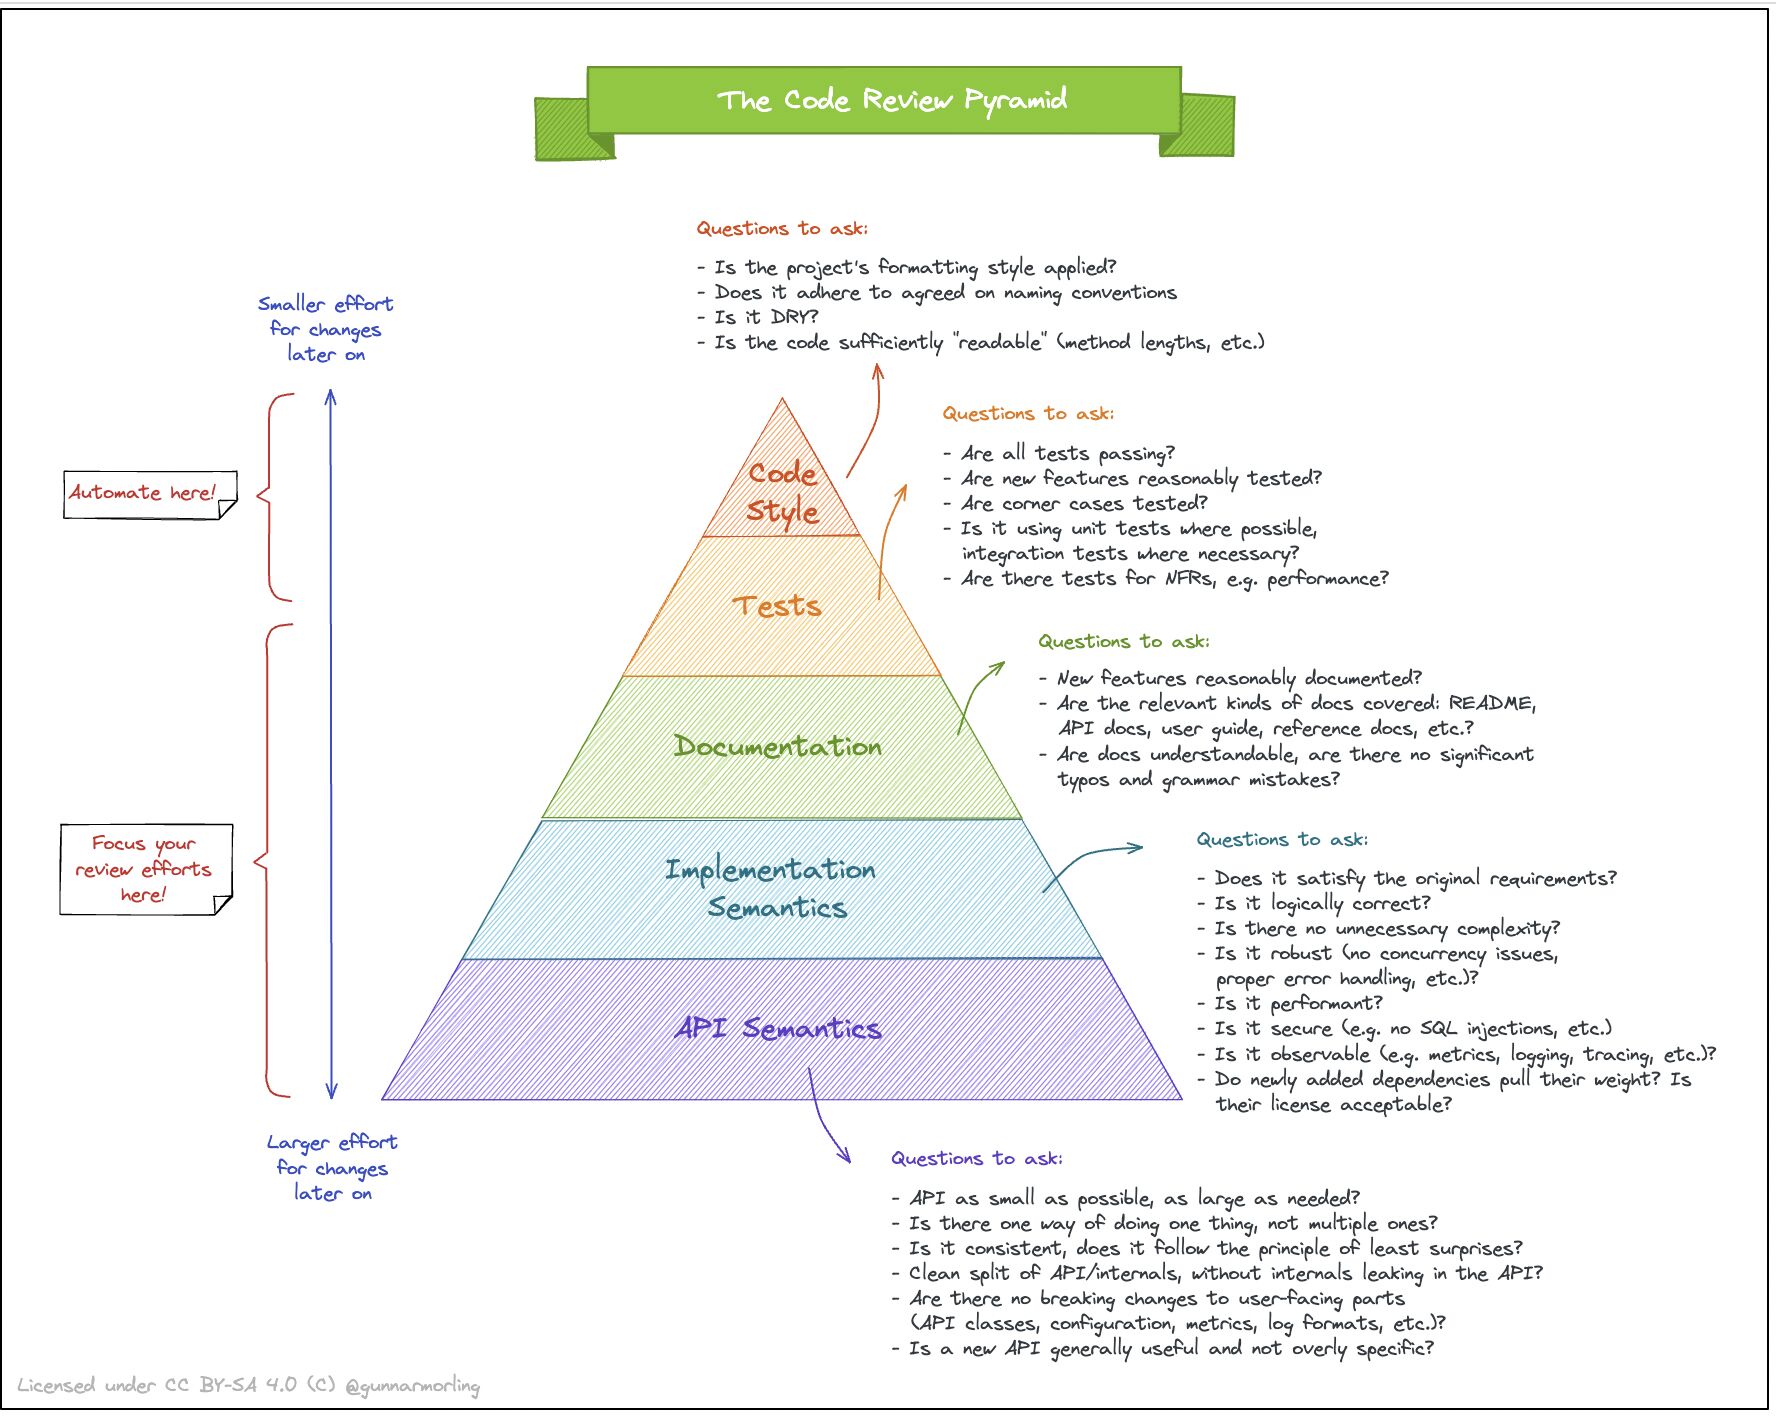 The Code Review Pyramid
Questions to ask:
- Is the project's formatting style applied?
- Does it adhere to agreed on naming conventions
- Is it DRY?
- Is the code sufficiently "readable" (method lengths, etc.)
Smaller effort
for changes
later on
Automate here!
Focus your
review efforts
here!
Larger effort
for changes
later on
Code
Style
Tests
Documentation
Implementation
Semantics
API Semantics
Questions to ask:
- Are all tests passing?
- Are new features reasonably tested?
- Are corner cases tested?
- Is it using unit tests where possible,
integration tests where necessary?
- Are there tests for NFRs, e.g. performance?
Questions to ask:
- New features reasonably documented?
- Are the relevant kinds of docs covered: README,
API docs, user guide, reference docs, etc.?
- Are docs understandable, are there no significant
typos and grammar mistakes?
Questions to ask:
- Does it satisfy the original requirements?
- Is it logically correct?
- Is there no unnecessary complexity?
- Is it robust (no concurrency issues,
proper error handling, etc.)?
- Is it performant?
- Is it secure (e.g. no SQL injections, etc.)
- Is it observable (e.g. metrics, logging, tracing, etc.)?
- Do newly added dependencies pull their weight? Is
their license acceptable?
Questions to ask:
- API as small as possible, as large as needed?
- Is there one way of doing one thing, not multiple ones?
- Is it consistent, does it follow the principle of least surprises?
- Clean split of API/internals, without internals leaking in the API?
- Are there no breaking changes to user-facing parts
(API classes, configuration, metrics, log formats, etc.)?
- Is a new API generally useful and not overly specific?
Licensed under CC BY-SA 4.0 (C) @gunnarmorling